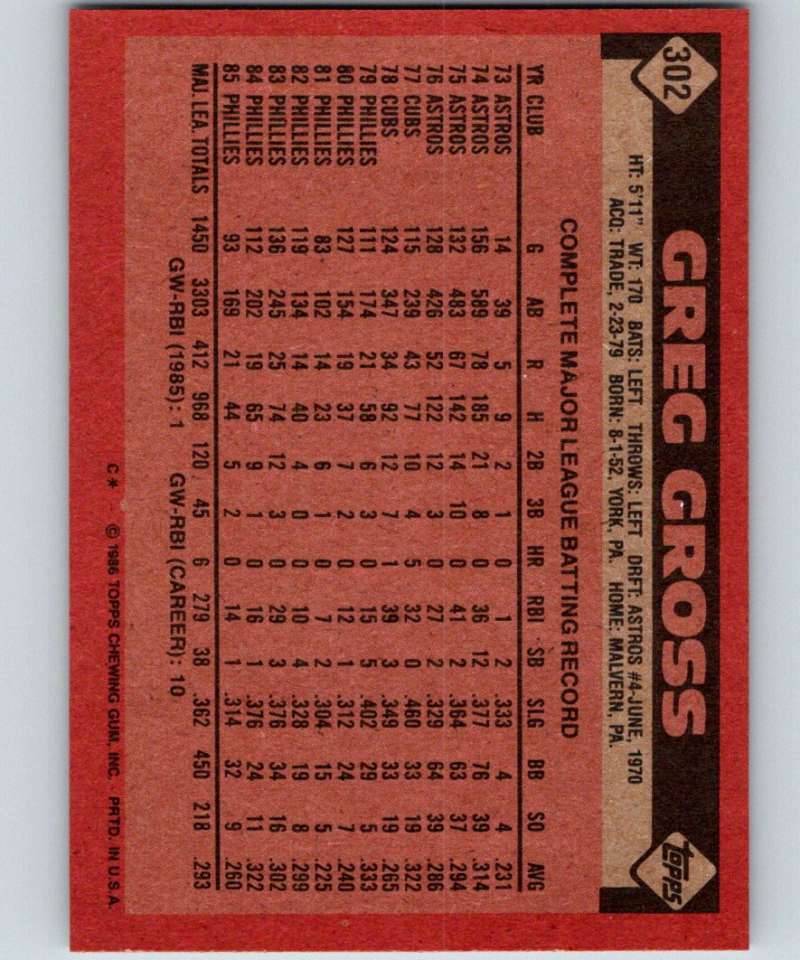 302
GREG GROSS
topps
HT: 5'11" WT: 170 BATS: LEFT THROWS: LEFT DRFT: ASTROS #4-JUNE, 1970
ACQ: TRADE, 2-23-79 BORN: 8-1-52, YORK, PA. HOME: MALVERN, PA.
COMPLETE MAJOR LEAGUE BATTING RECORD
YR CLUB G AB R H 2B 3B HR RBI SB SLG BB SO AVG
73 ASTROS 14 39 5 9 2 1 0 1 2 .333 4 4 .231
74 ASTROS 156 589 78 185 21 8 0 36 12 .377 76 39 .314
75 ASTROS 132 483 67 142 14 10 0 41 2 .364 63 37 .294
76 ASTROS 128 426 52 122 12 3 0 27 2 .329 64 39 .286
77 CUBS 115 239 43 77 10 4 5 32 0 .460 33 19 .322
78 CUBS 124 347 34 92 12 7 1 39 3 .349 33 19 .265
79 PHILLIES 111 174 21 58 6 3 0 15 5 .402 29 5 .333
80 PHILLIES 127 154 19 37 7 2 0 12 1 .312 24 7 .240
81 PHILLIES 83 102 14 23 6 1 0 7 2 .304 15 5 .225
82 PHILLIES 119 134 14 40 4 0 0 10 4 .328 19 8 .299
83 PHILLIES 136 245 25 74 12 3 0 29 3 .376 34 16 .302
84 PHILLIES 112 202 19 65 9 1 0 16 1 .376 24 11 .322
85 PHILLIES 93 169 21 44 5 2 0 14 1 .314 32 9 .260
MAJ. LEA. TOTALS 1450 3303 412 968 120 45 6 279 38 .362 450 218 .293
GW-RBI (1985): 1 GW-RBI (CAREER): 10
C* © 1986 TOPPS CHEWING GUM, INC. · PRTD. IN U.S.A.